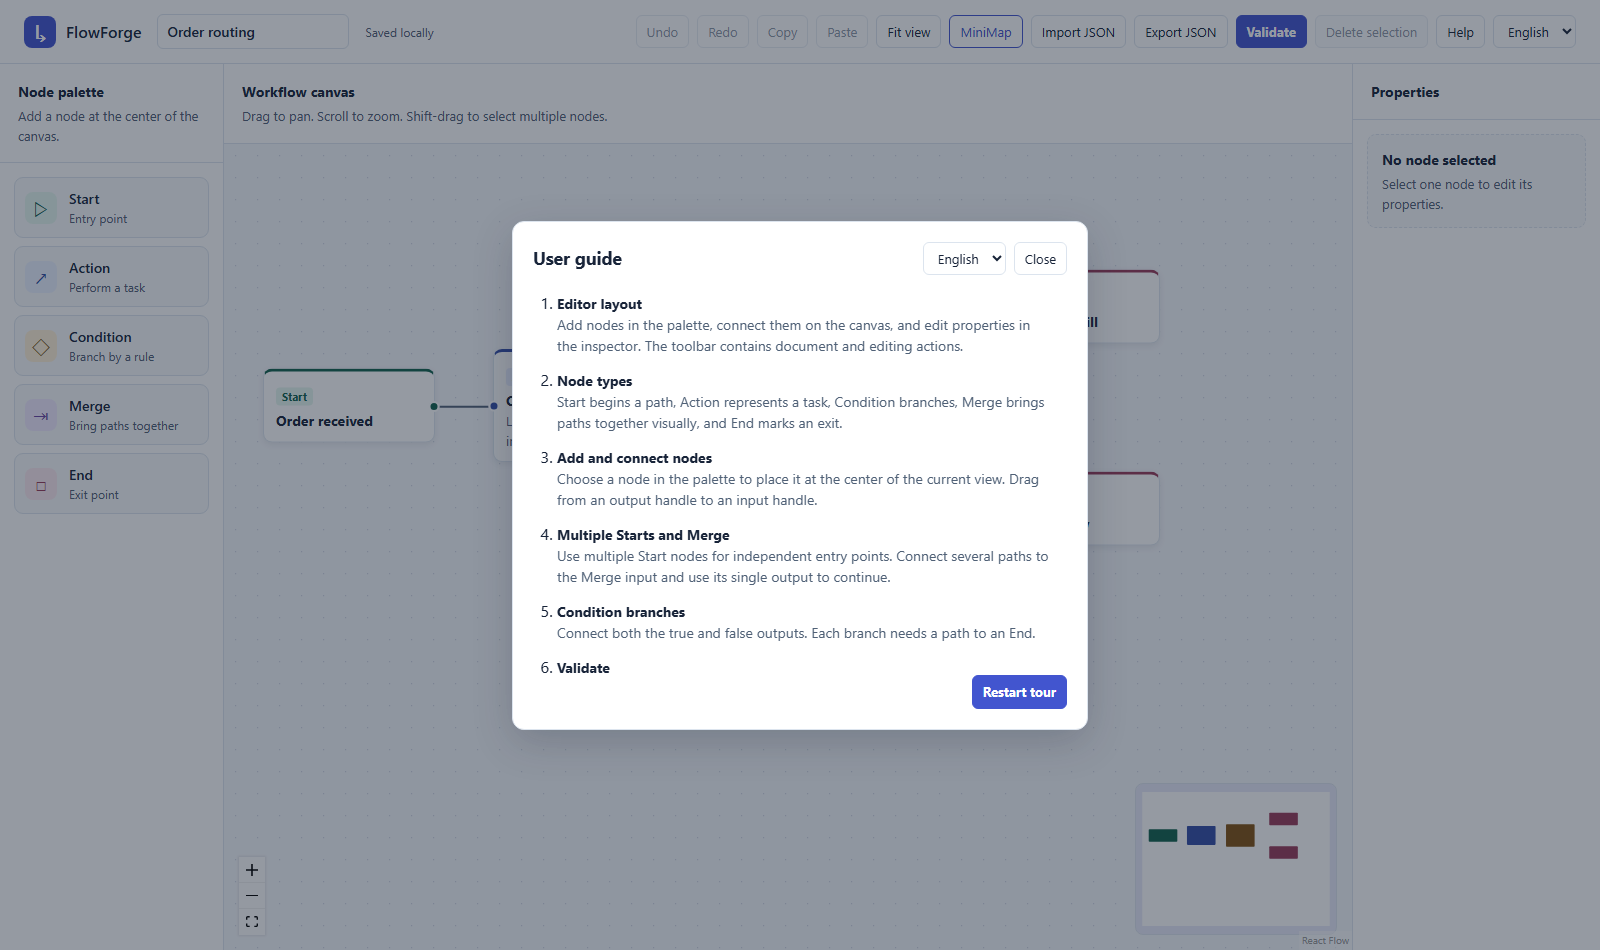 FlowForge
Order routing
Saved locally
Undo
Redo
Copy
Paste
Fit view
MiniMap
Import JSON
Export JSON
Validate
Delete selection
Help
English
Node palette
Add a node at the center of the
canvas.
Start
Entry point
Action
Perform a task
Condition
Branch by a rule
Merge
Bring paths together
End
Exit point
Workflow canvas
Drag to pan. Scroll to zoom. Shift-drag to select multiple nodes.
Start
Order received
User guide
English
Close
1. Editor layout
Add nodes in the palette, connect them on the canvas, and edit properties in
the inspector. The toolbar contains document and editing actions.
2. Node types
Start begins a path, Action represents a task, Condition branches, Merge brings
paths together visually, and End marks an exit.
3. Add and connect nodes
Choose a node in the palette to place it at the center of the current view. Drag
from an output handle to an input handle.
4. Multiple Starts and Merge
Use multiple Start nodes for independent entry points. Connect several paths to
the Merge input and use its single output to continue.
5. Condition branches
Connect both the true and false outputs. Each branch needs a path to an End.
6. Validate
Restart tour
Properties
No node selected
Select one node to edit its
properties.
React Flow